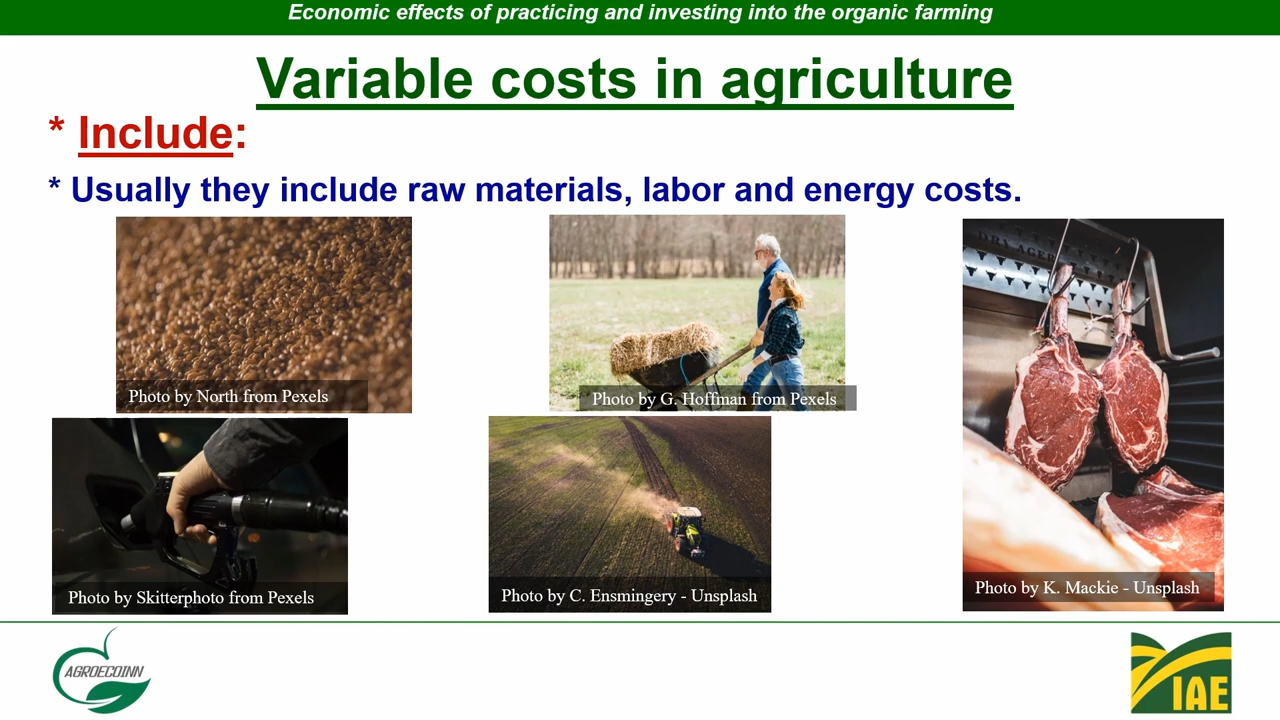 Economic effects of practicing and investing into the organic farming
Variable costs in agriculture
* Include:
* Usually they include raw materials, labor and energy costs.
DRY AGER
Photo by North from Pexels
Photo by G. Hoffman from Pexels
Photo by Skitterphoto from Pexels
Photo by C. Ensmingery - Unsplash
Photo by K. Mackie - Unsplash
AGROECOINN
IAE